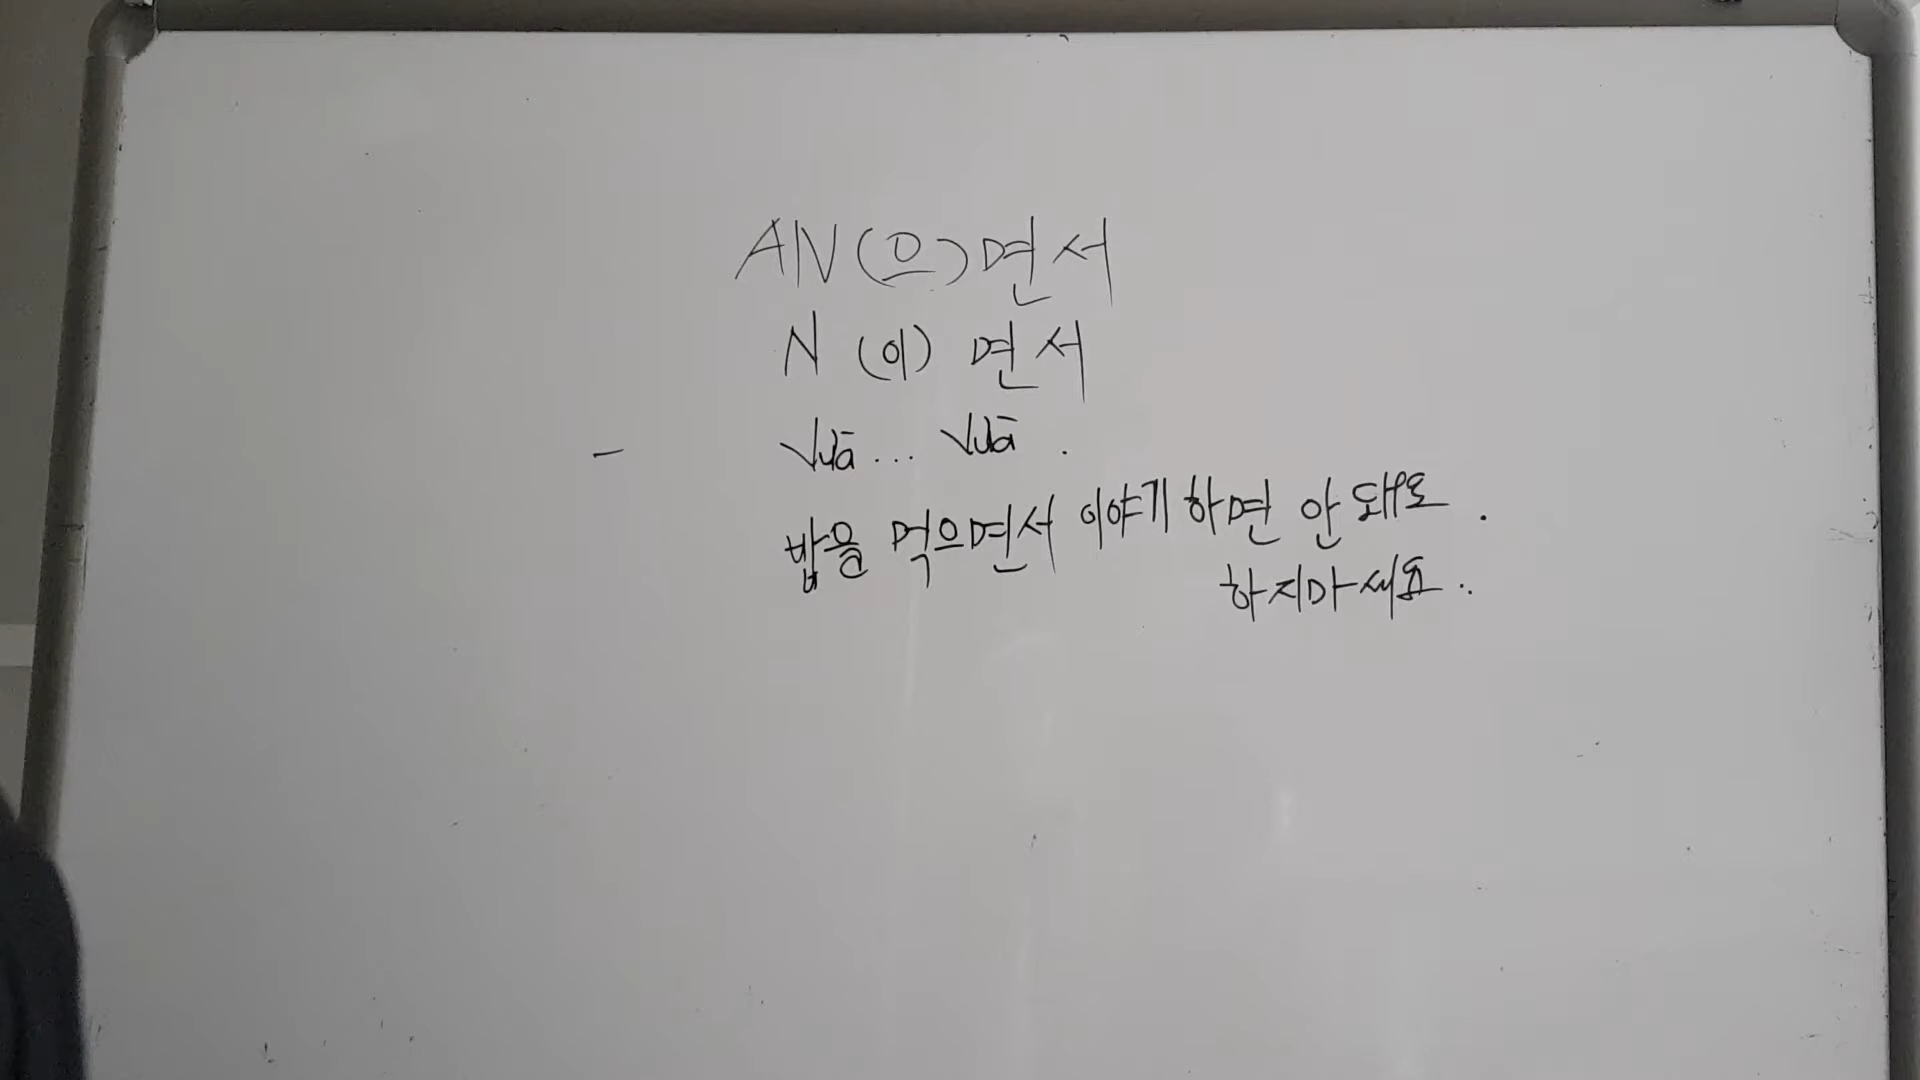 A/V (으)면서
N (이) 면서
- Vừa ... Vừa .
밥을 먹으면서 이야기 하면 안 돼요 .
하지마세요 ..